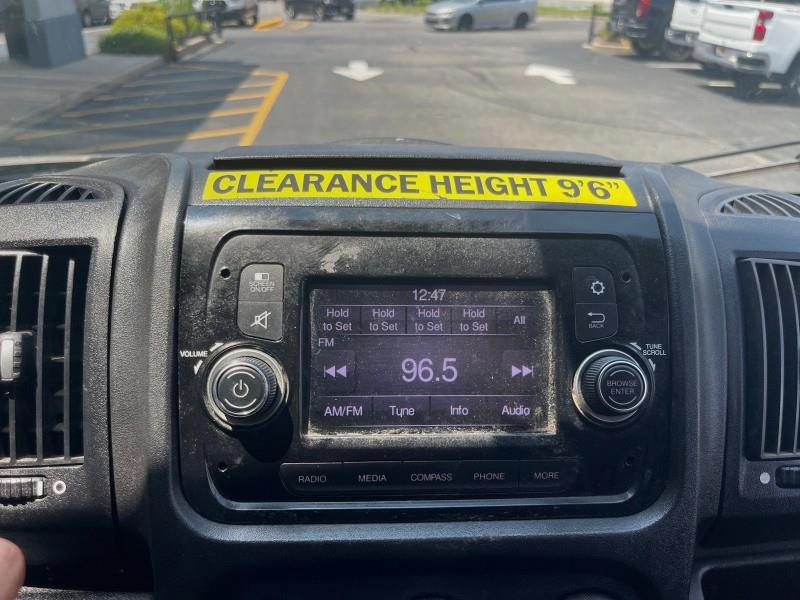 CLEARANCE HEIGHT 9'6"
SCREEN
ON/OFF
12:47
Hold to Set
Hold to Set
Hold to Set
Hold to Set
All
FM
96.5
AM/FM Tune Info Audio
BACK
VOLUME
TUNE
SCROLL
BROWSE
ENTER
RADIO MEDIA COMPASS PHONE MORE